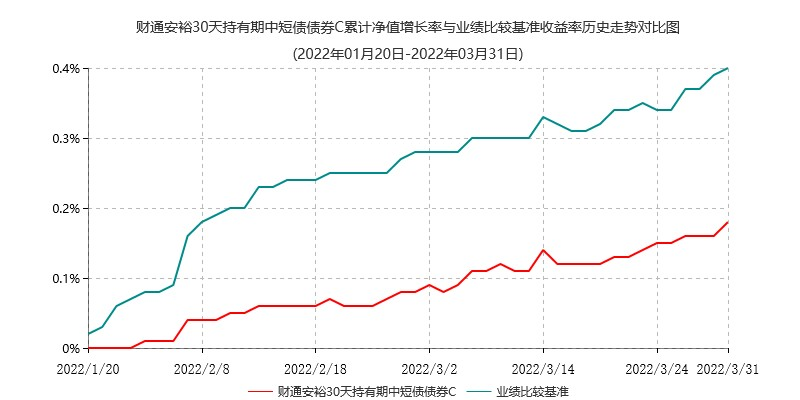 财通安裕30天持有期中短债债券C累计净值增长率与业绩比较基准收益率历史走势对比图
(2022年01月20日-2022年03月31日)
0.4%
0.3%
0.2%
0.1%
0%
2022/1/20 2022/2/8 2022/2/18 2022/3/2 2022/3/14 2022/3/24 2022/3/31
财通安裕30天持有期中短债债券C 业绩比较基准